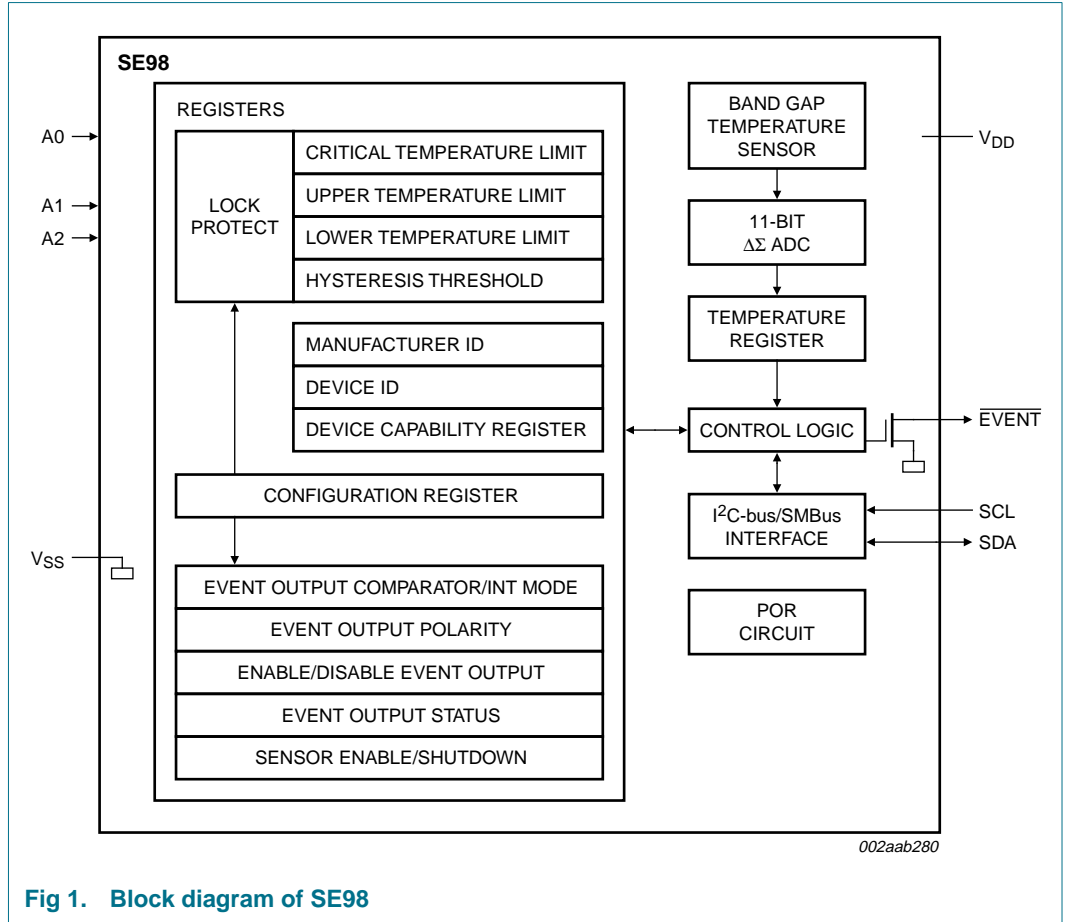 SE98
REGISTERS
A0
A1
A2
VSS
LOCK
PROTECT
CRITICAL TEMPERATURE LIMIT
UPPER TEMPERATURE LIMIT
LOWER TEMPERATURE LIMIT
HYSTERESIS THRESHOLD
MANUFACTURER ID
DEVICE ID
DEVICE CAPABILITY REGISTER
CONFIGURATION REGISTER
EVENT OUTPUT COMPARATOR/INT MODE
EVENT OUTPUT POLARITY
ENABLE/DISABLE EVENT OUTPUT
EVENT OUTPUT STATUS
SENSOR ENABLE/SHUTDOWN
BAND GAP
TEMPERATURE
SENSOR
11-BIT
ΔΣ ADC
TEMPERATURE
REGISTER
CONTROL LOGIC
I²C-bus/SMBus
INTERFACE
POR
CIRCUIT
VDD
EVENT
SCL
SDA
002aab280
Fig 1. Block diagram of SE98